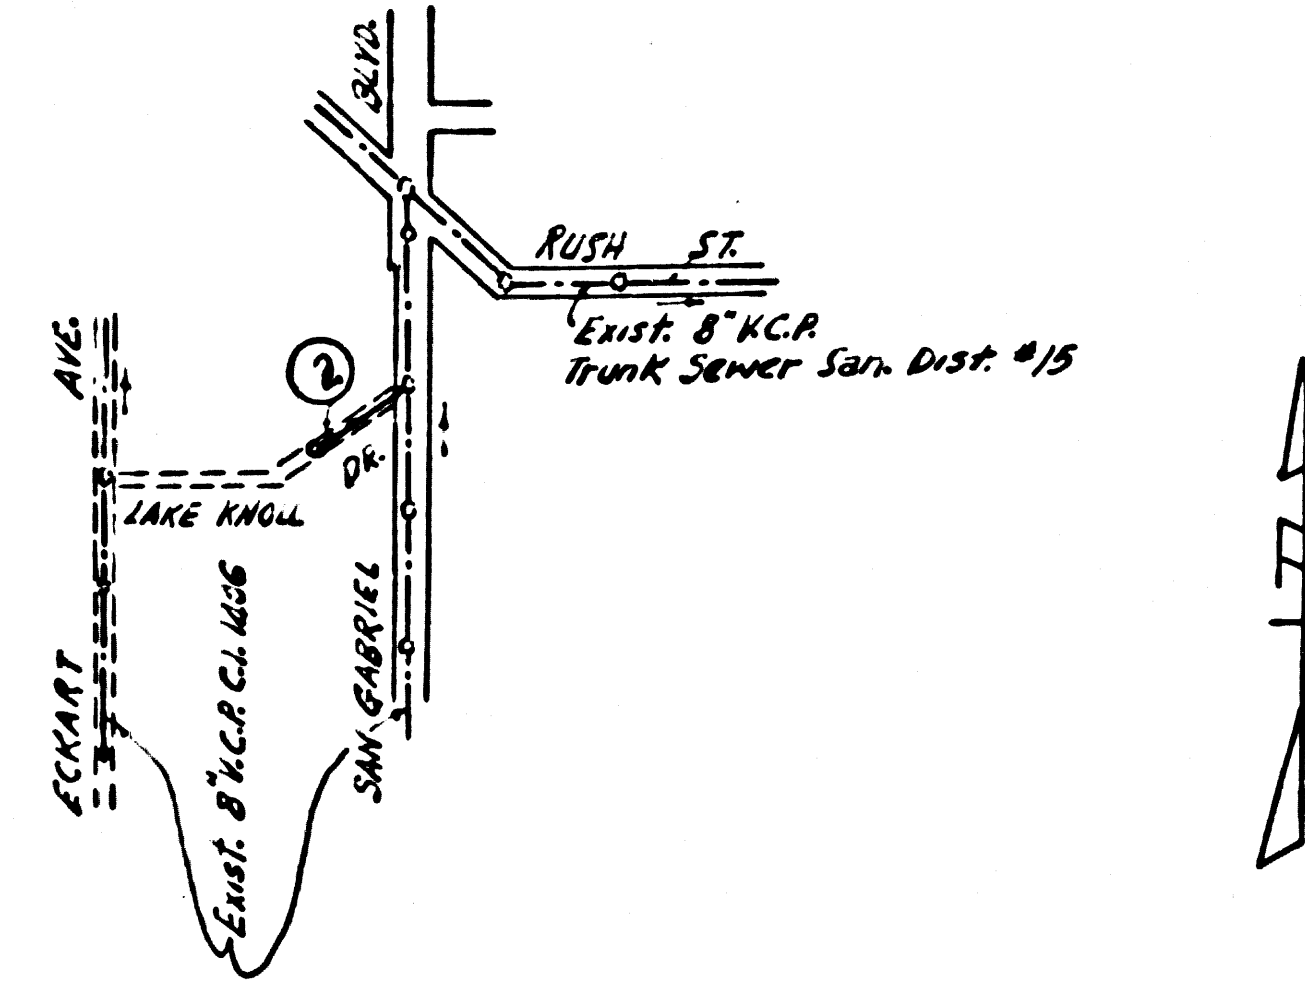 BLVD.
RUSH ST.
Exist. 8" V.C.P.
Trunk Sewer San. Dist. #15
AVE.
2
DR.
LAKE KNOLL
ECKART
Exist. 8" V.C.P. C.I. 1406
SAN GABRIEL